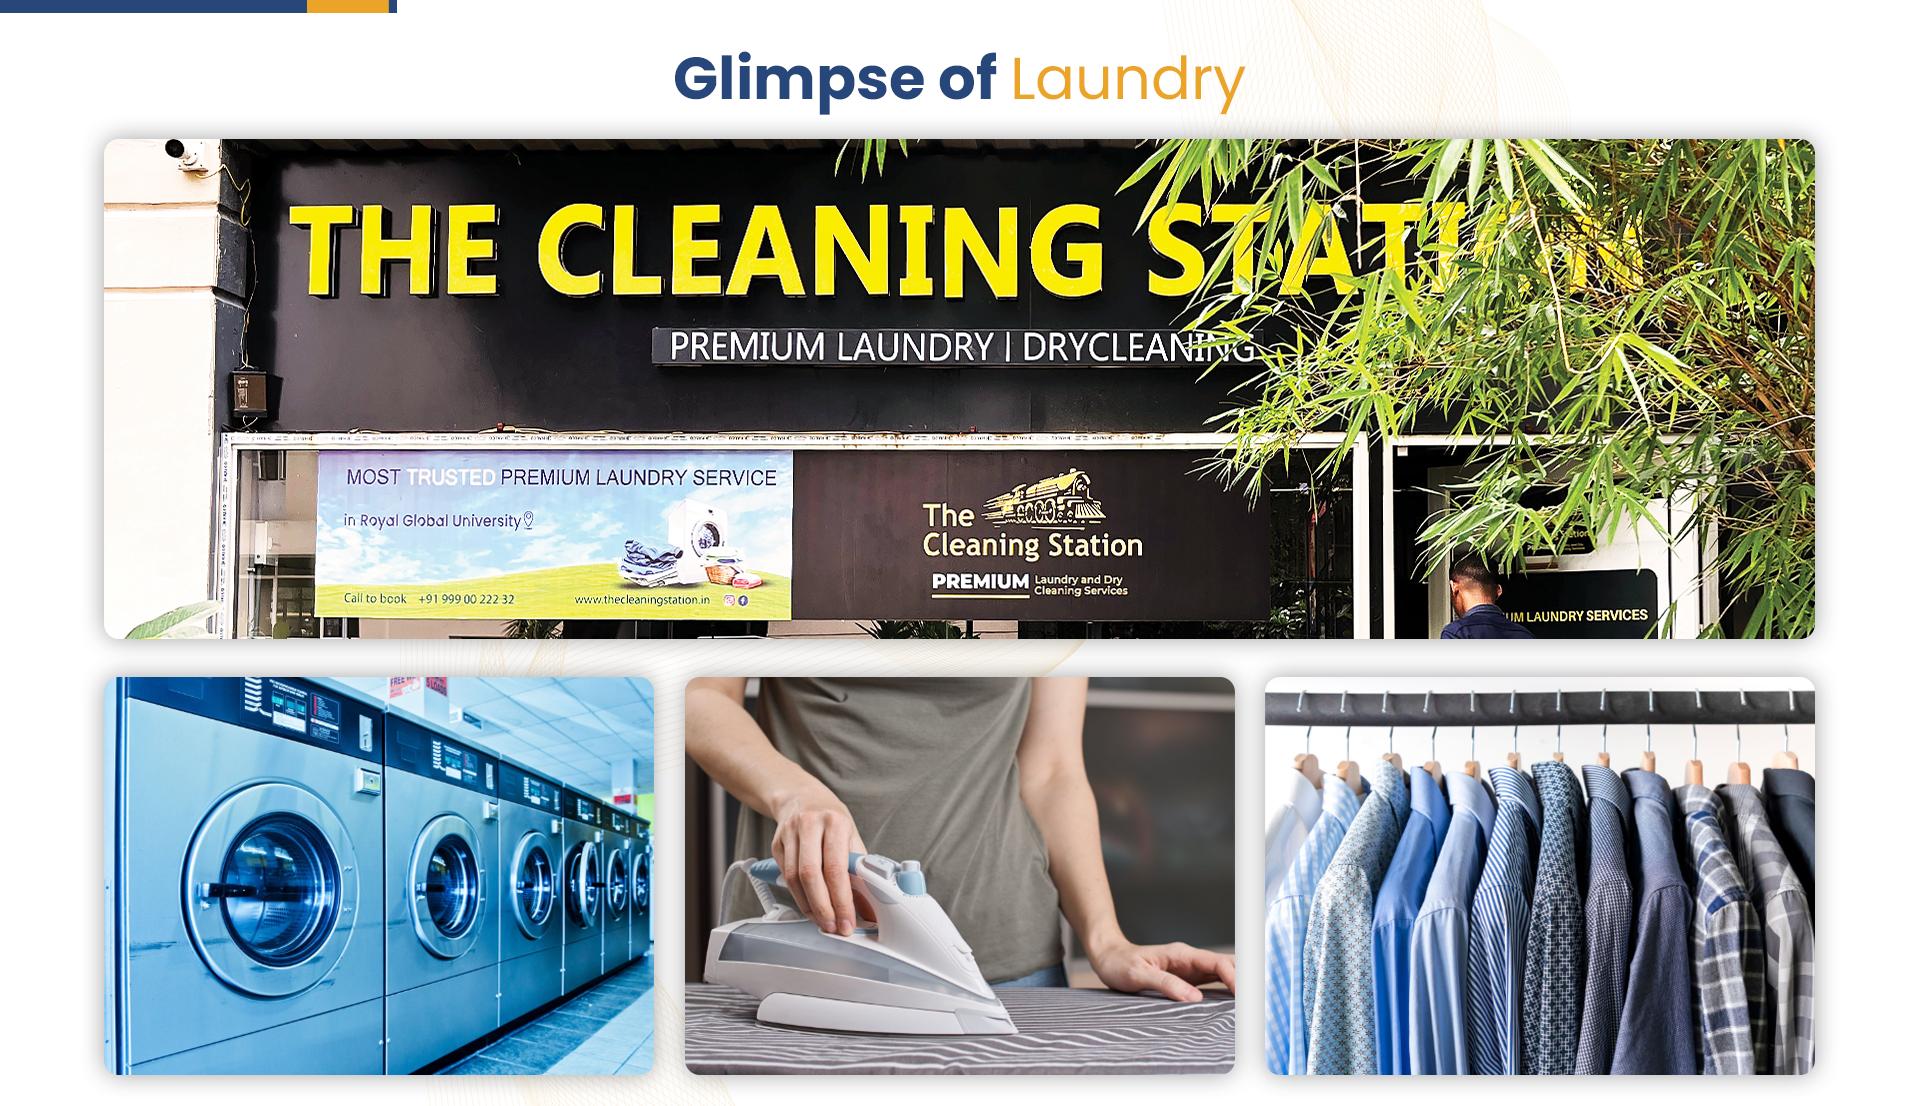 Glimpse of Laundry
THE CLEANING STATI
PREMIUM LAUNDRY | DRYCLEANING
MOST TRUSTED PREMIUM LAUNDRY SERVICE
in Royal Global University
Call to book +91 999 00 222 32
www.thecleaningstation.in
The
Cleaning Station
PREMIUM Laundry and Dry
Cleaning Services
LAUNDRY SERVICES